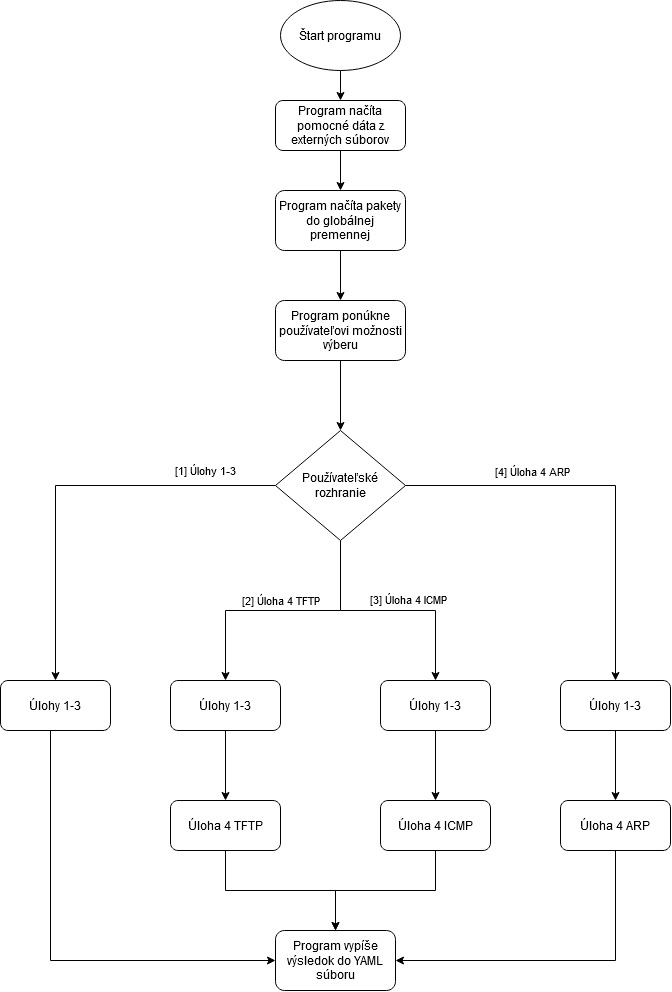 Štart programu
Program načíta
pomocné dáta z
externých súborov
Program načíta pakety
do globálnej
premennej
Program ponúkne
používateľovi možnosti
výberu
Používateľské
rozhranie
[1] Úlohy 1-3
[4] Úloha 4 ARP
[2] Úloha 4 TFTP
[3] Úloha 4 ICMP
Úlohy 1-3
Úlohy 1-3
Úlohy 1-3
Úlohy 1-3
Úloha 4 TFTP
Úloha 4 ICMP
Úloha 4 ARP
Program vypíše
výsledok do YAML
súboru